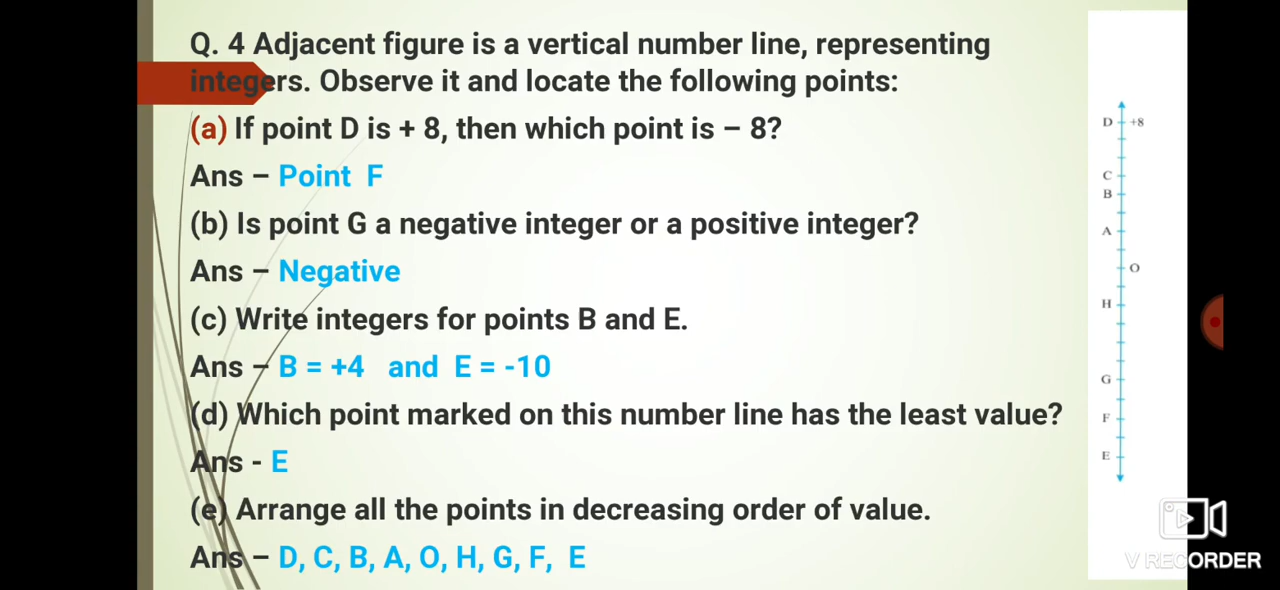 Q. 4 Adjacent figure is a vertical number line, representing
integers. Observe it and locate the following points:
(a) If point D is + 8, then which point is – 8?
Ans – Point F
(b) Is point G a negative integer or a positive integer?
Ans – Negative
(c) Write integers for points B and E.
Ans – B = +4 and E = -10
(d) Which point marked on this number line has the least value?
Ans - E
(e) Arrange all the points in decreasing order of value.
Ans – D, C, B, A, O, H, G, F, E
D +8
C
B
A
O
H
G
F
E
V RECORDER